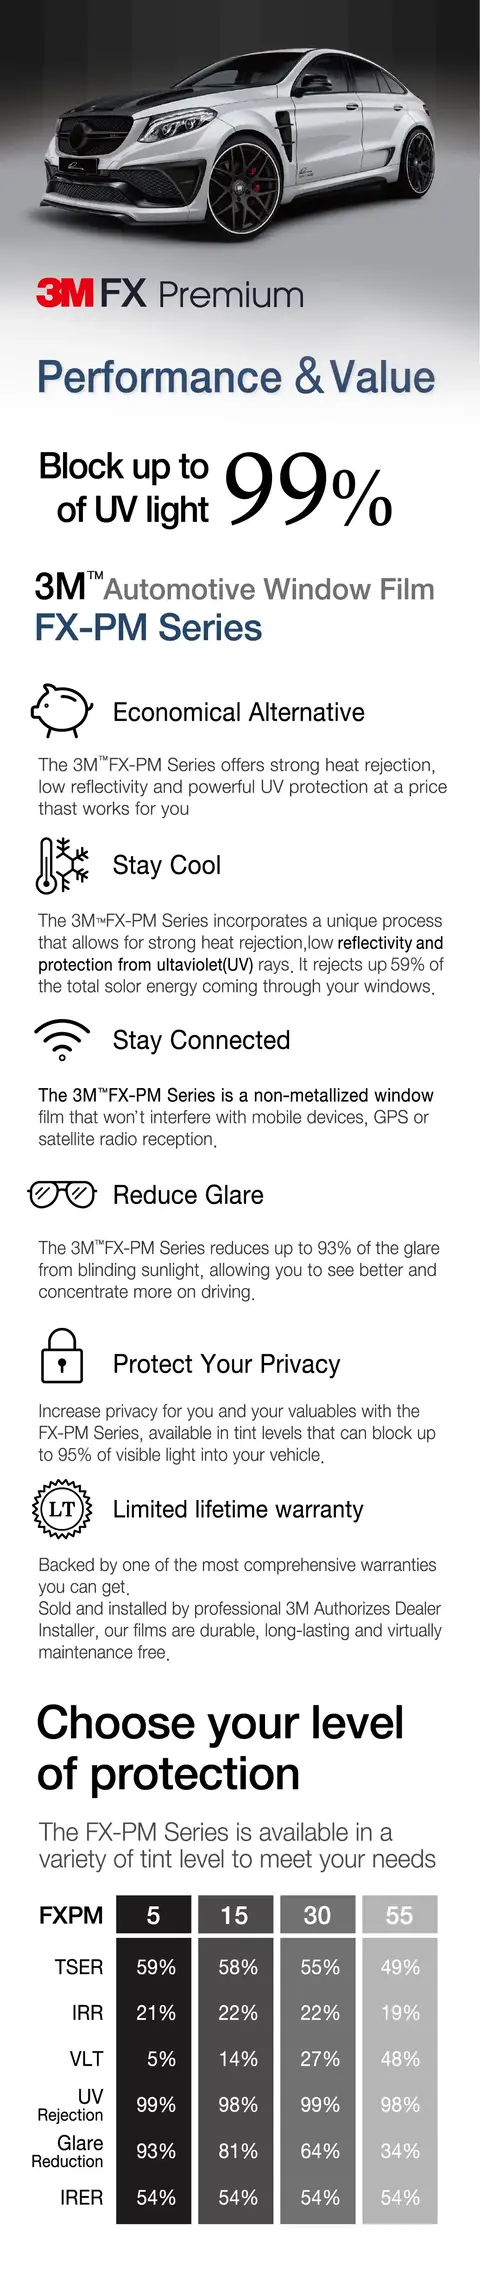 3M FX Premium
Performance & Value
Block up to
of UV light 99%
3M™ Automotive Window Film
FX-PM Series
Economical Alternative
The 3M™FX-PM Series offers strong heat rejection,
low reflectivity and powerful UV protection at a price
thast works for you
Stay Cool
The 3M™FX-PM Series incorporates a unique process
that allows for strong heat rejection,low reflectivity and
protection from ultaviolet(UV) rays. It rejects up 59% of
the total solor energy coming through your windows.
Stay Connected
The 3M™FX-PM Series is a non-metallized window
film that won't interfere with mobile devices, GPS or
satellite radio reception.
Reduce Glare
The 3M™FX-PM Series reduces up to 93% of the glare
from blinding sunlight, allowing you to see better and
concentrate more on driving.
Protect Your Privacy
Increase privacy for you and your valuables with the
FX-PM Series, available in tint levels that can block up
to 95% of visible light into your vehicle.
LT
Limited lifetime warranty
Backed by one of the most comprehensive warranties
you can get.
Sold and installed by professional 3M Authorizes Dealer
Installer, our films are durable, long-lasting and virtually
maintenance free.
Choose your level
of protection
The FX-PM Series is available in a
variety of tint level to meet your needs
FXPM 5 15 30 55
TSER 59% 58% 55% 49%
IRR 21% 22% 22% 19%
VLT 5% 14% 27% 48%
UV Rejection 99% 98% 99% 98%
Glare Reduction 93% 81% 64% 34%
IRER 54% 54% 54% 54%